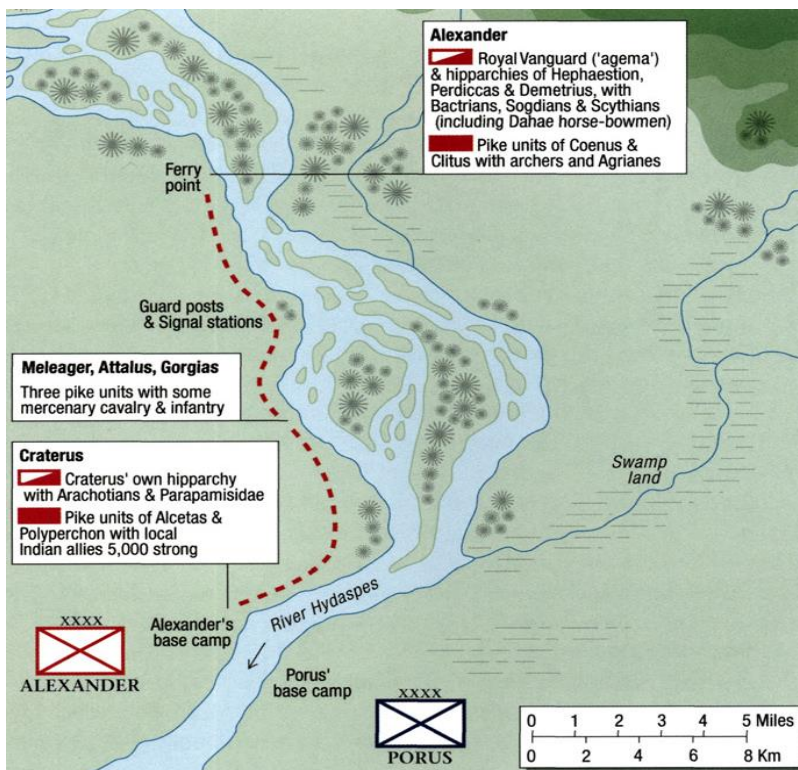 Alexander
Royal Vanguard ('agema')
& hipparchies of Hephaestion,
Perdiccas & Demetrius, with
Bactrians, Sogdians & Scythians
(including Dahae horse-bowmen)
Pike units of Coenus &
Clitus with archers and Agrianes
Ferry
point
Guard posts
& Signal stations
Meleager, Attalus, Gorgias
Three pike units with some
mercenary cavalry & infantry
Craterus
Craterus' own hipparchy
with Arachotians & Parapamisidae
Pike units of Alcetas &
Polyperchon with local
Indian allies 5,000 strong
Swamp
land
River Hydaspes
Alexander's
base camp
XXXX
ALEXANDER
Porus'
base camp
XXXX
PORUS
0 1 2 3 4 5 Miles
0 2 4 6 8 Km